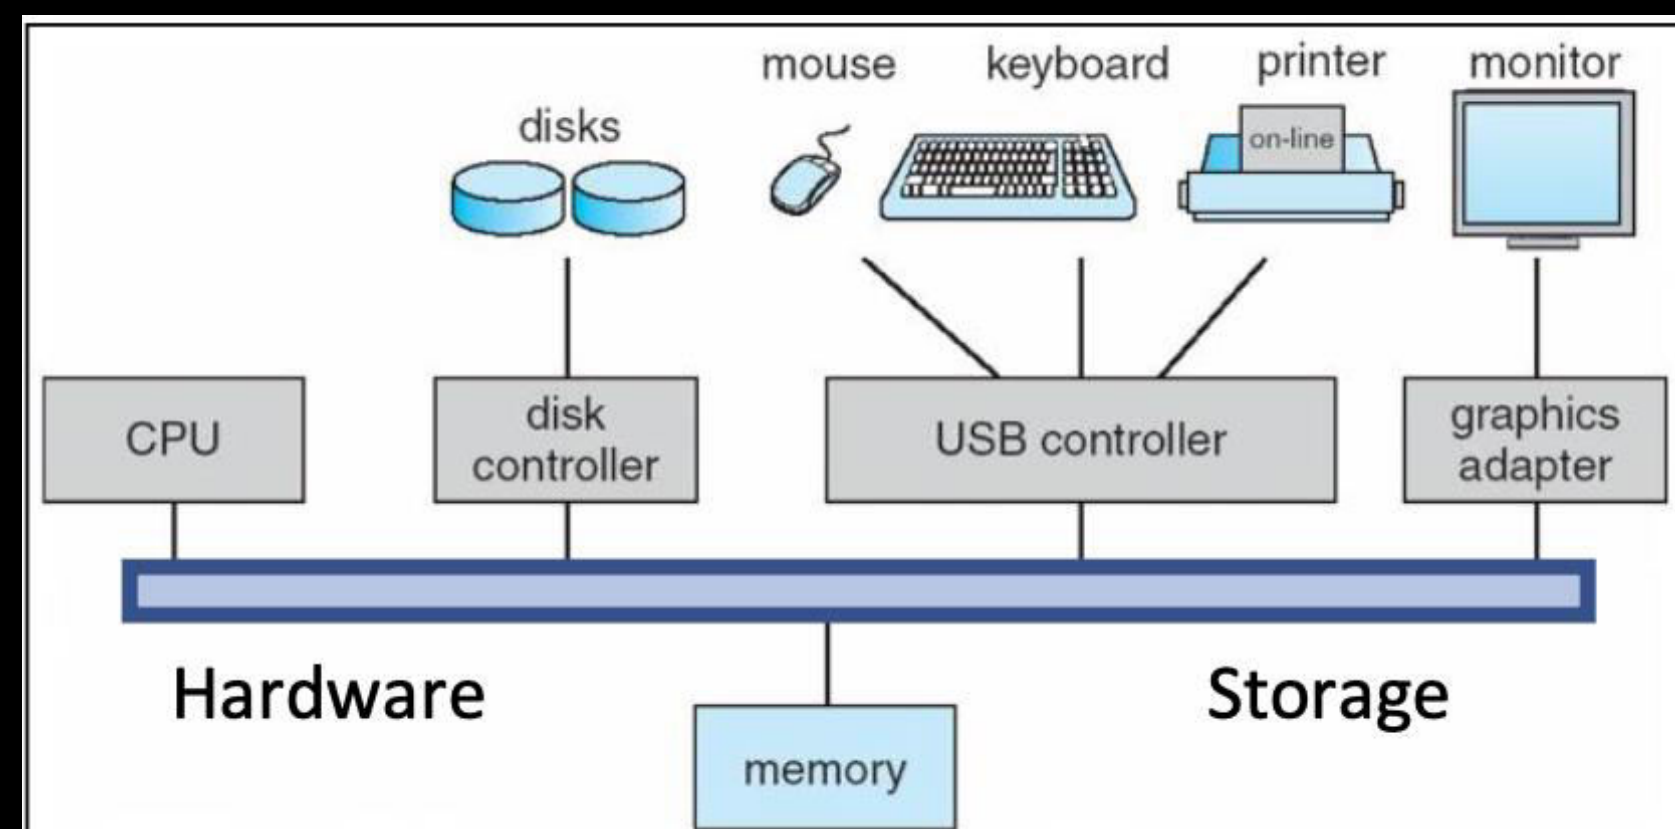 mouse
keyboard
printer
monitor
disks
on-line
CPU
disk
controller
USB controller
graphics
adapter
Hardware
Storage
memory